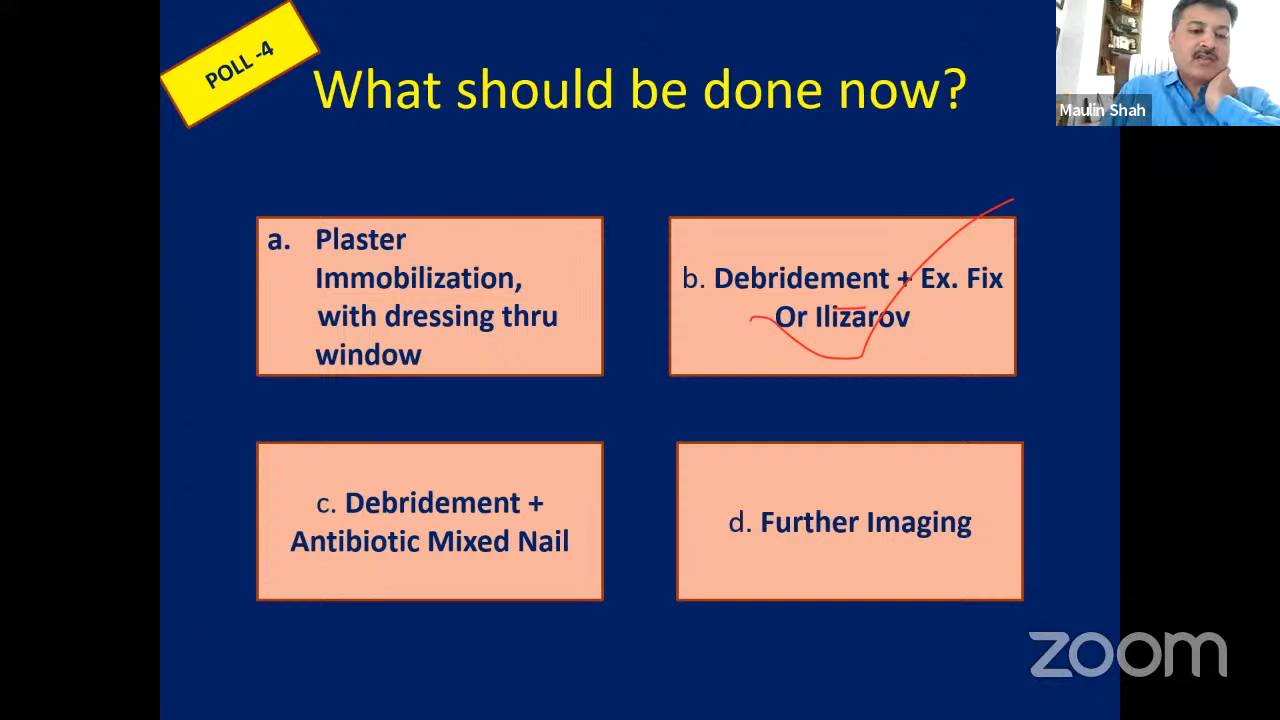 POLL -4
What should be done now?
Maulin Shah
a. Plaster
Immobilization,
with dressing thru
window
b. Debridement + Ex. Fix
Or Ilizarov
c. Debridement +
Antibiotic Mixed Nail
d. Further Imaging
zoom